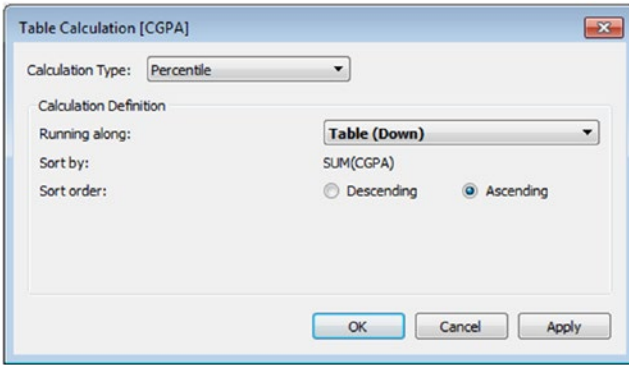 Table Calculation [CGPA]
Calculation Type: Percentile
Calculation Definition
Running along: Table (Down)
Sort by: SUM(CGPA)
Sort order: Descending Ascending
OK Cancel Apply